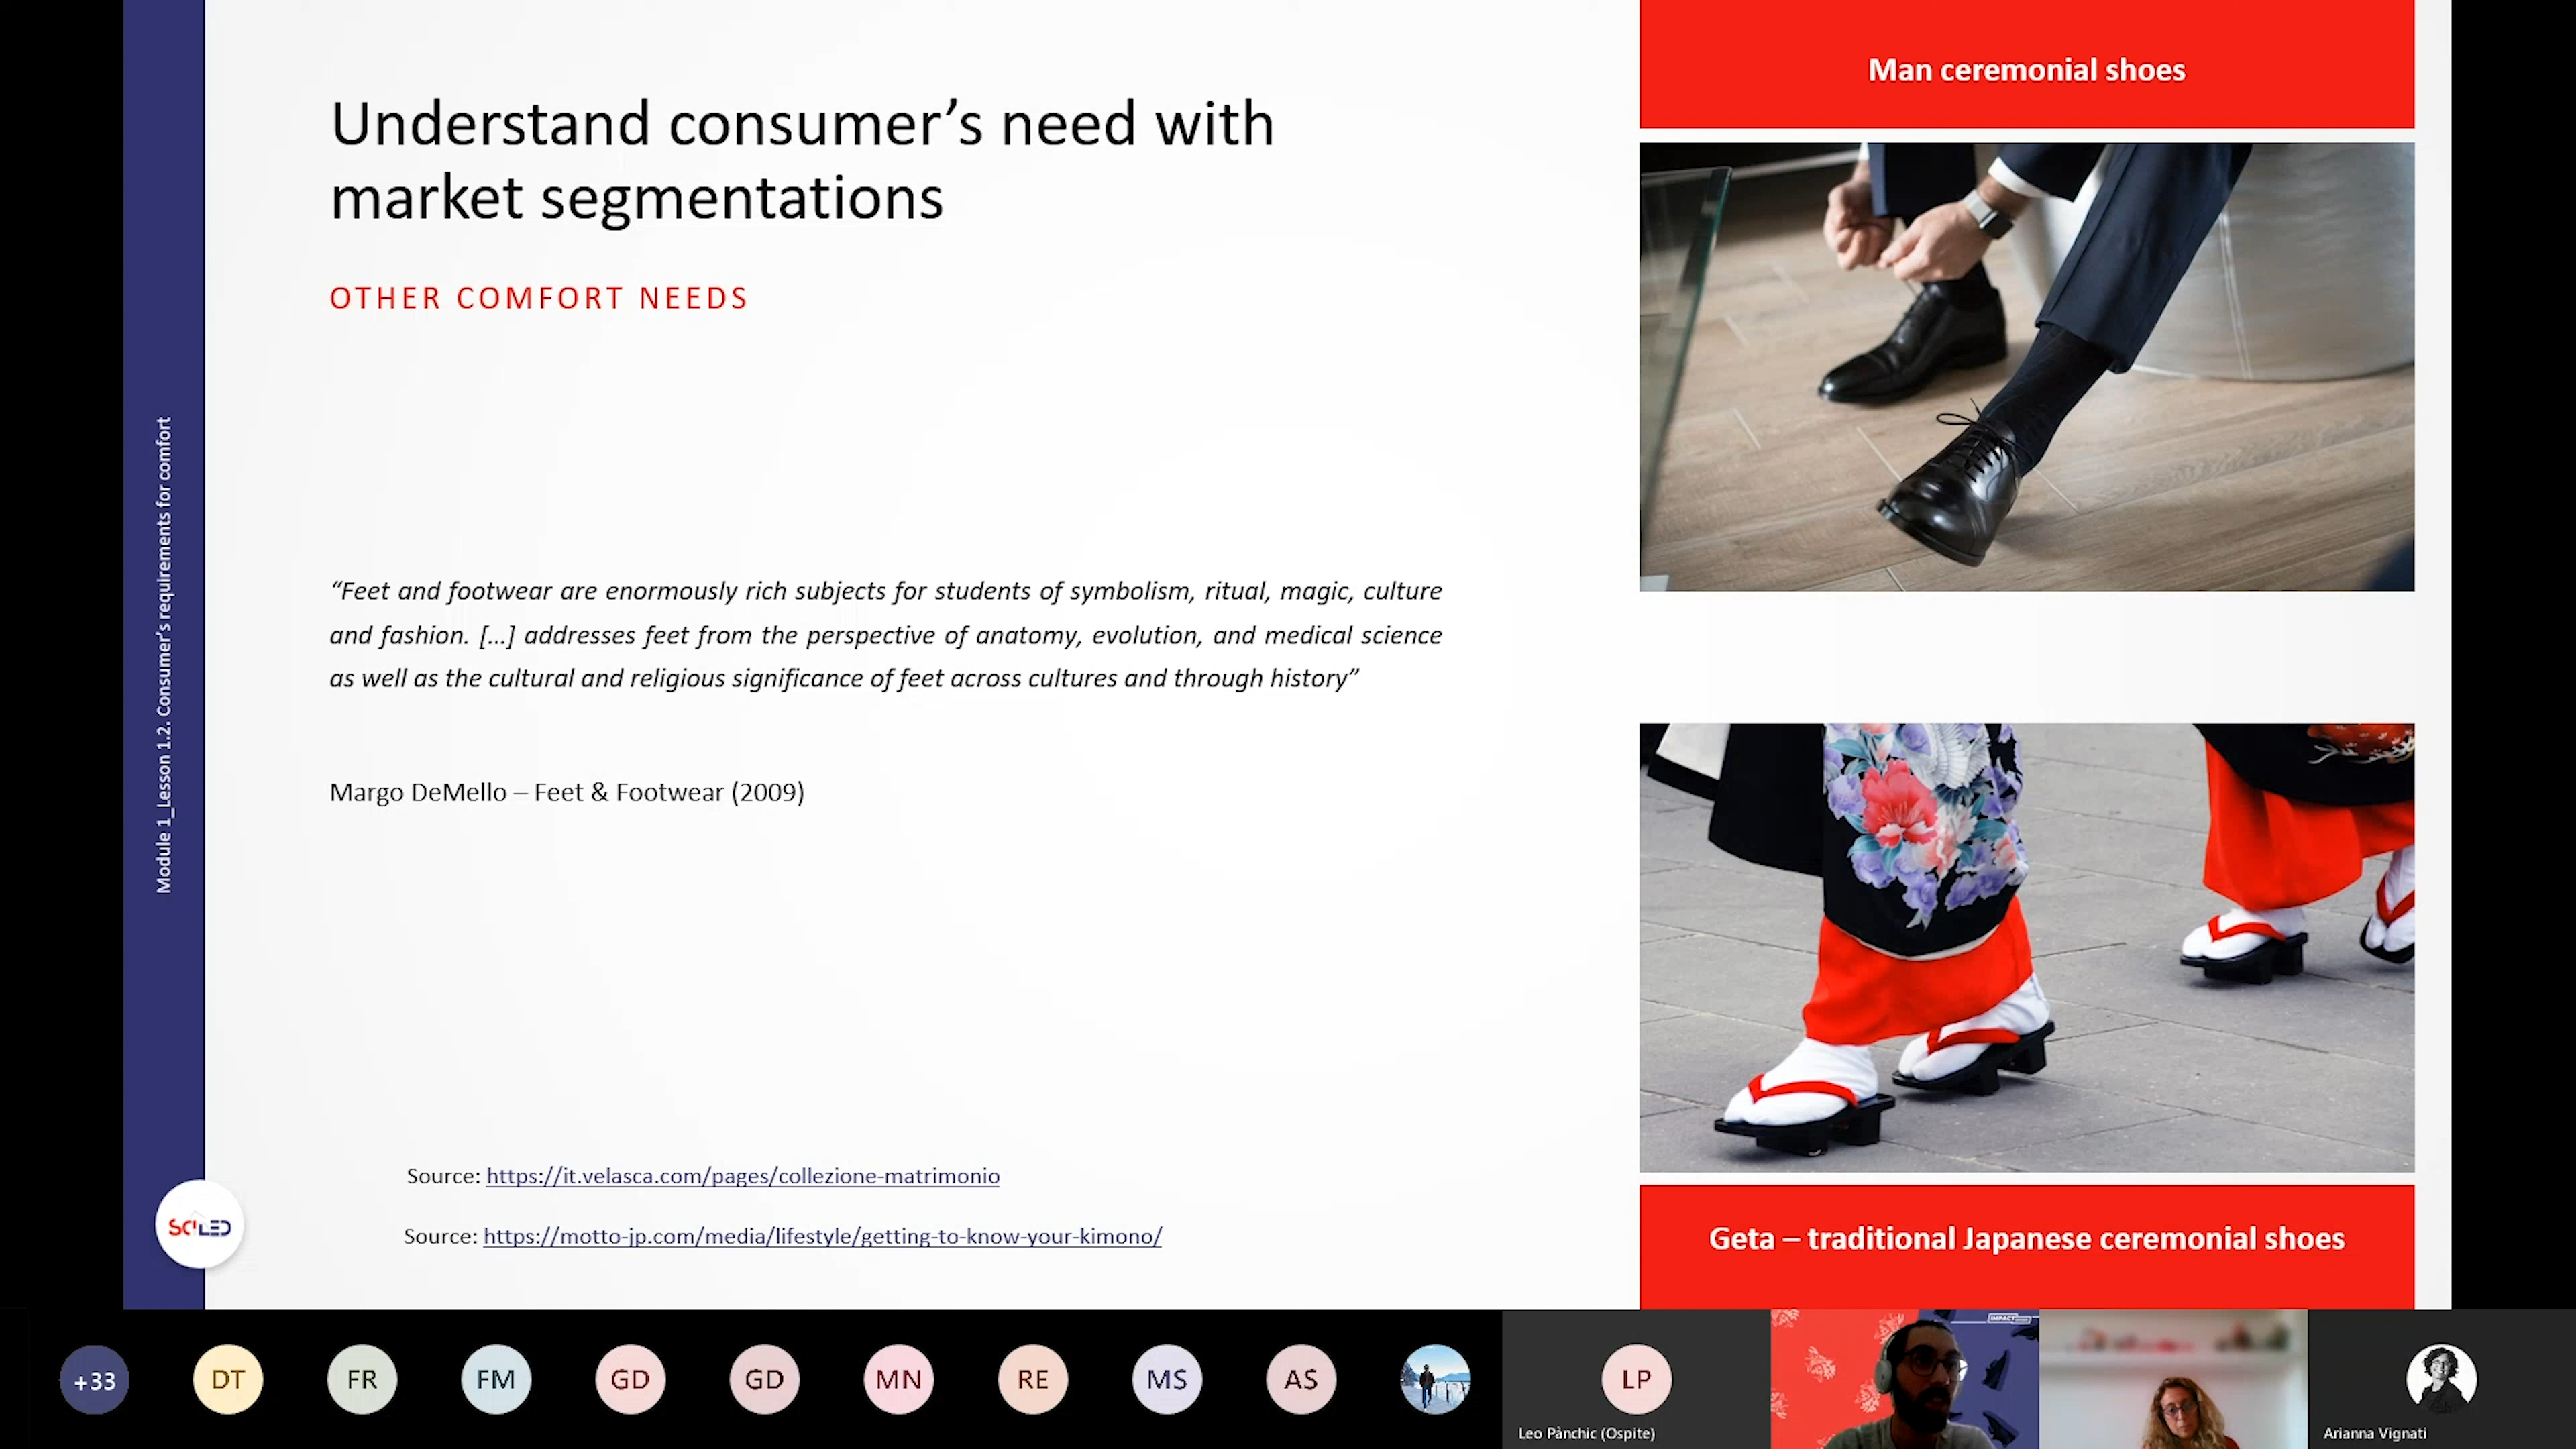 Man ceremonial shoes
Understand consumer’s need with
market segmentations
OTHER COMFORT NEEDS
Module 1_Lesson 1.2. Consumer’s requirements for comfort
“Feet and footwear are enormously rich subjects for students of symbolism, ritual, magic, culture
and fashion. [...] addresses feet from the perspective of anatomy, evolution, and medical science
as well as the cultural and religious significance of feet across cultures and through history”
Margo DeMello – Feet & Footwear (2009)
Source: https://it.velasca.com/pages/collezione-matrimonio
Source: https://motto-jp.com/media/lifestyle/getting-to-know-your-kimono/
SciLED
Geta – traditional Japanese ceremonial shoes
+33
DT
FR
FM
GD
GD
MN
RE
MS
AS
LP
Leo Pànchic (Ospite)
IMPACT
Arianna Vignati